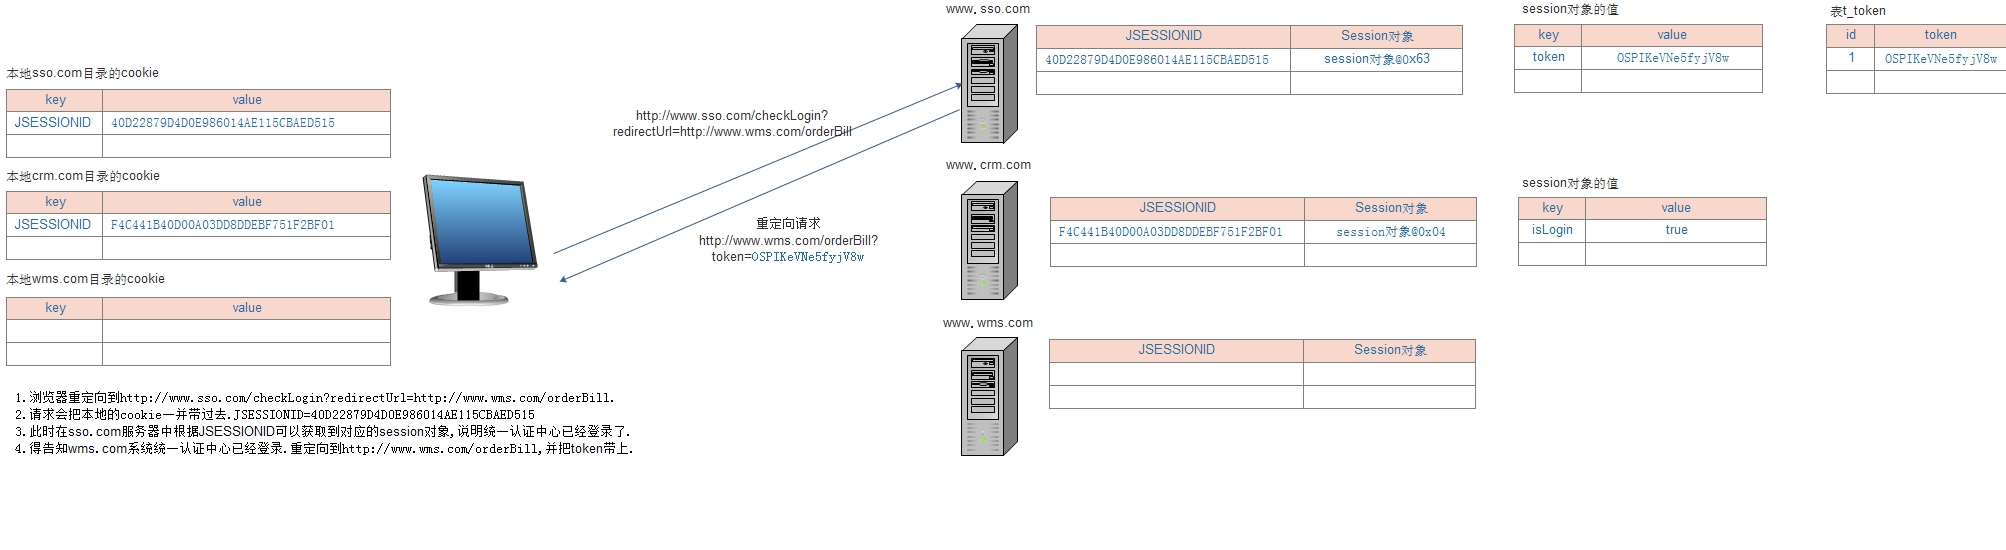 本地sso.com目录的cookie
key value
JSESSIONID 40D22879D4D0E986014AE115CBAED515
本地crm.com目录的cookie
key value
JSESSIONID F4C441B40D00A03DD8DDEBF751F2BF01
本地wms.com目录的cookie
key value
http://www.sso.com/checkLogin?
redirectUrl=http://www.wms.com/orderBill
重定向请求
http://www.wms.com/orderBill?
token=OSPIKeVNe5fyjV8w
www.sso.com
JSESSIONID Session对象
40D22879D4D0E986014AE115CBAED515 session对象@0x63
session对象的值
key value
token OSPIKeVNe5fyjV8w
表t_token
id token
1 OSPIKeVNe5fyjV8w
www.crm.com
JSESSIONID Session对象
F4C441B40D00A03DD8DDEBF751F2BF01 session对象@0x04
session对象的值
key value
isLogin true
www.wms.com
JSESSIONID Session对象
1.浏览器重定向到http://www.sso.com/checkLogin?redirectUrl=http://www.wms.com/orderBill.
2.请求会把本地的cookie一并带过去.JSESSIONID=40D22879D4D0E986014AE115CBAED515
3.此时在sso.com服务器中根据JSESSIONID可以获取到对应的session对象,说明统一认证中心已经登录了.
4.得告知wms.com系统统一认证中心已经登录.重定向到http://www.wms.com/orderBill,并把token带上.